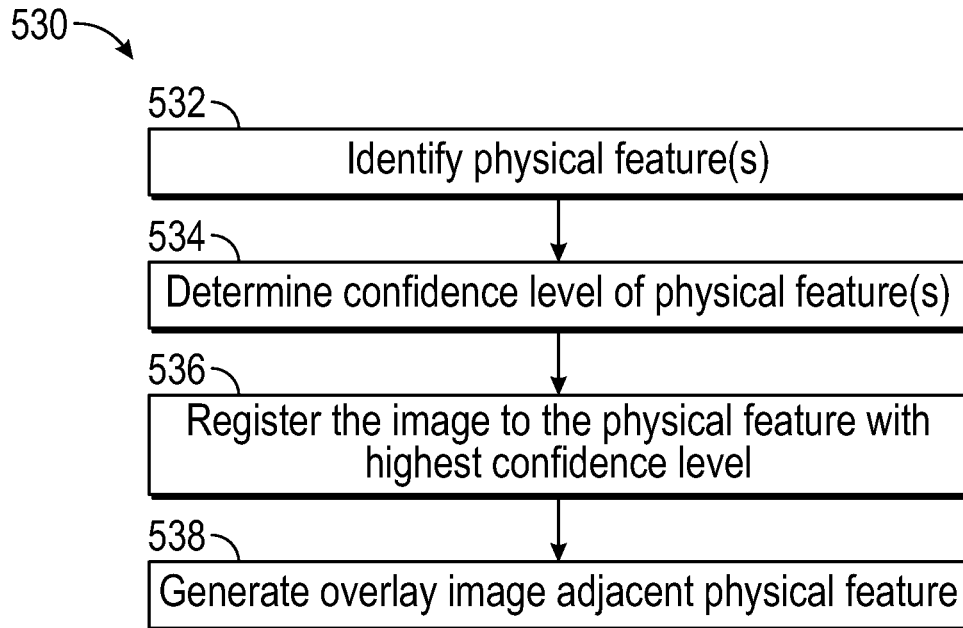 530
532
Identify physical feature(s)
534
Determine confidence level of physical feature(s)
536
Register the image to the physical feature with
highest confidence level
538
Generate overlay image adjacent physical feature